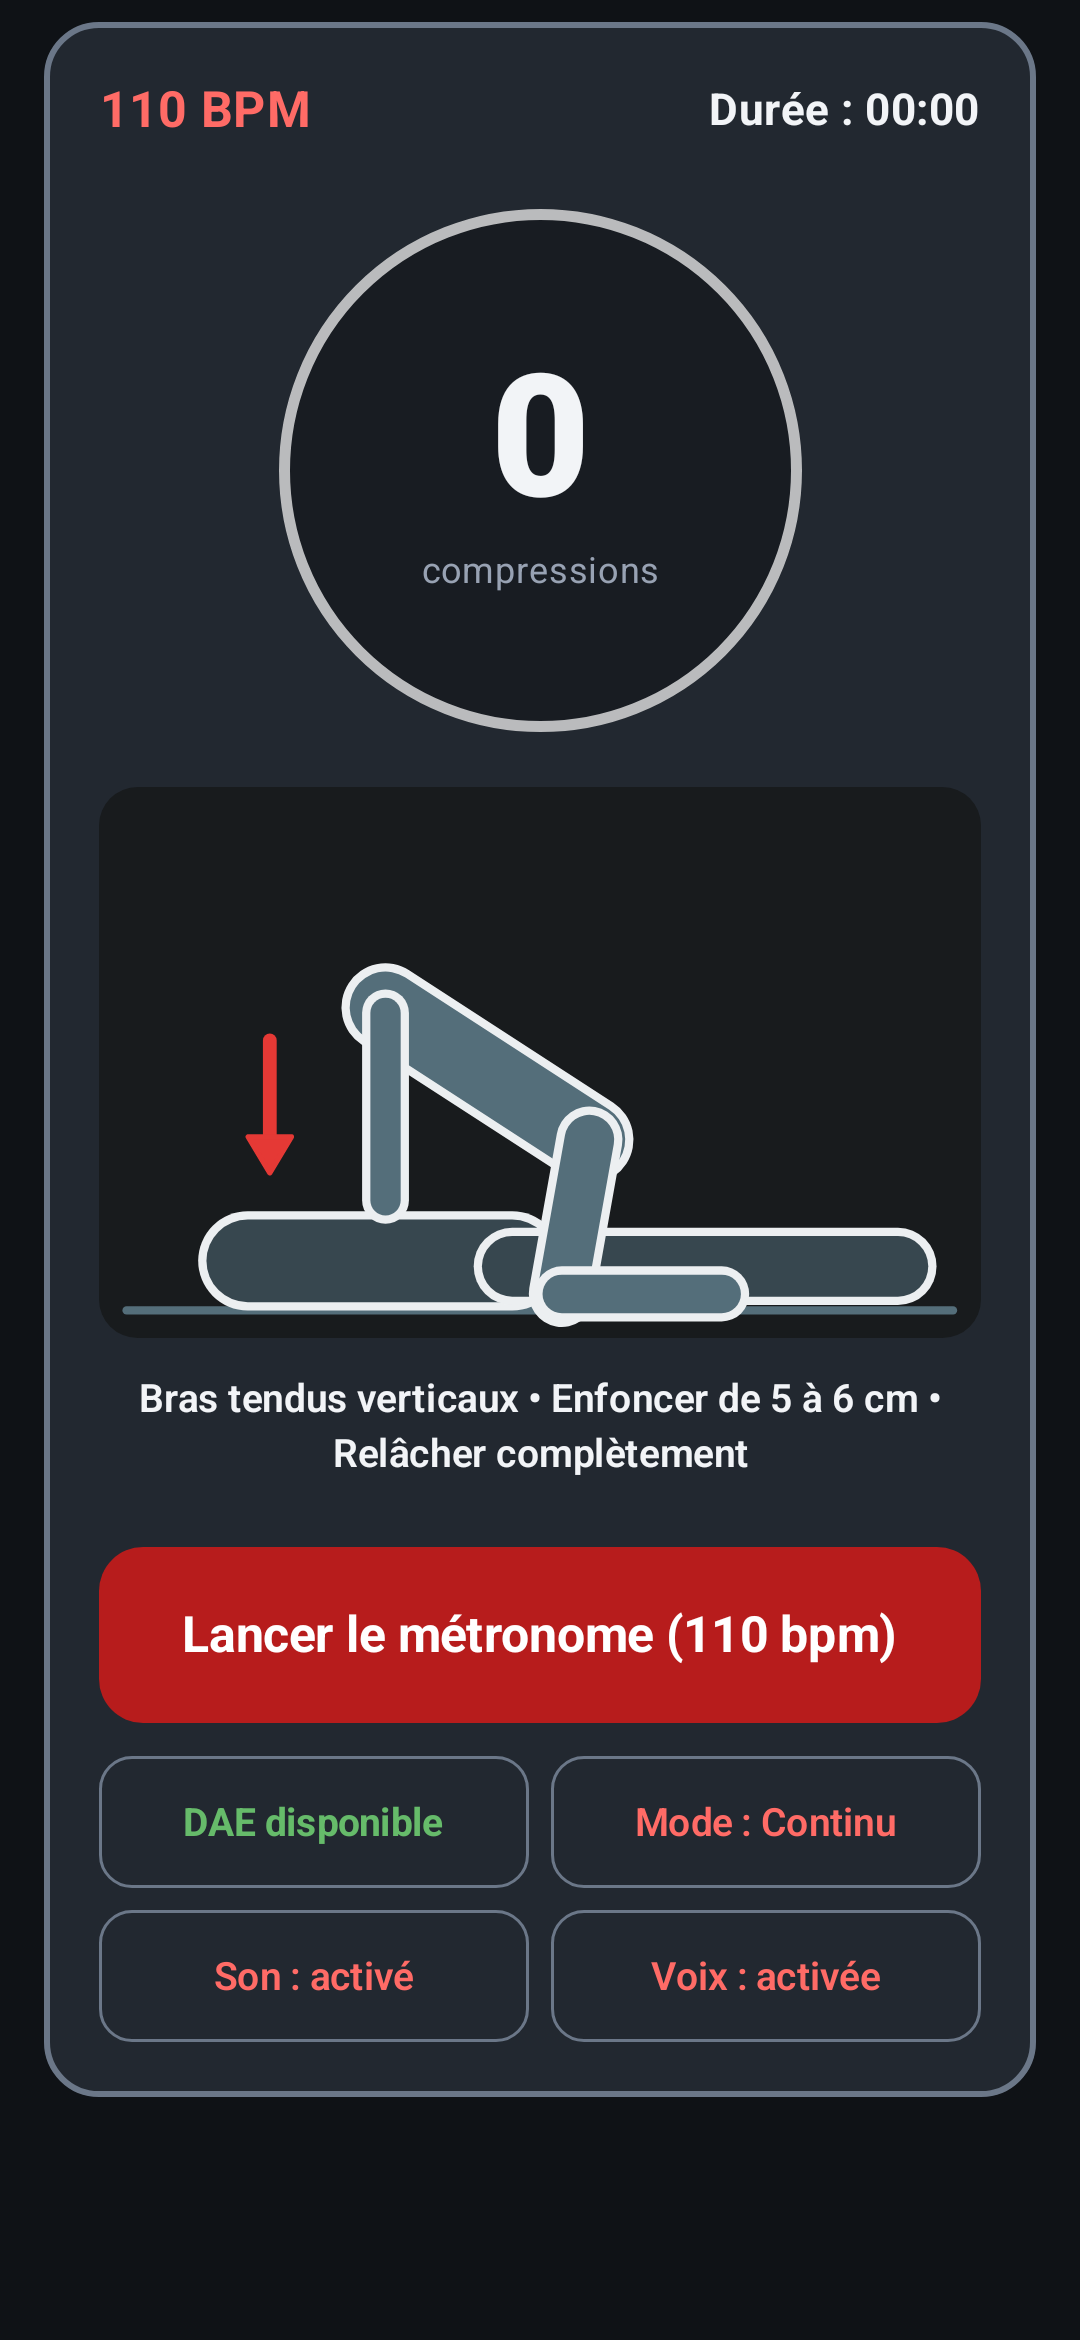 110 BPM
Durée : 00:00
0
compressions
Bras tendus verticaux • Enfoncer de 5 à 6 cm •
Relâcher complètement
Lancer le métronome (110 bpm)
DAE disponible
Mode : Continu
Son : activé
Voix : activée